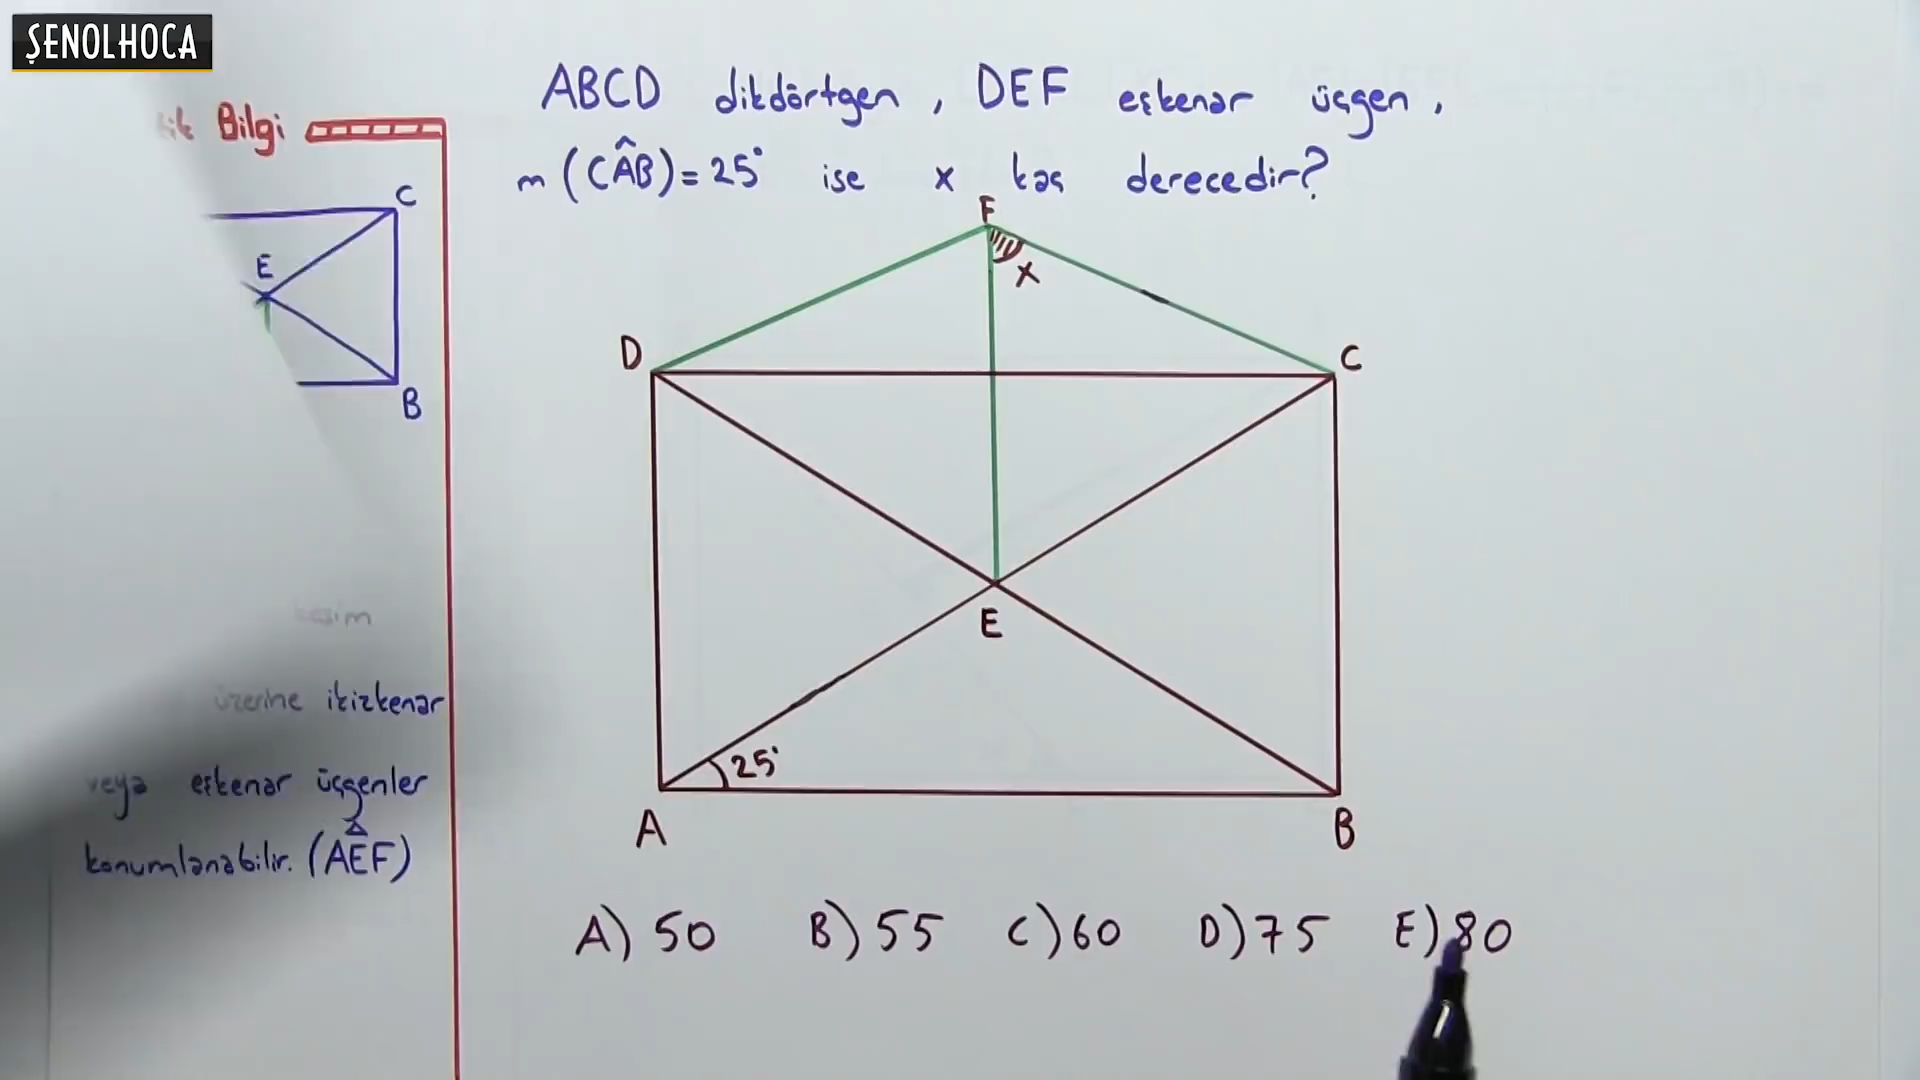 ŞENOLHOCA
ABCD dikdörtgen , DEF eşkenar üçgen ,
m (CÂB) = 25° ise x kaç derecedir?
Bilgi
C
E
B
üzerine ikizkenar
veya eşkenar üçgenler
konumlanabilir. (AEF)
F
x
D
C
E
25°
A
B
A) 50 B) 55 C) 60 D) 75 E) 80